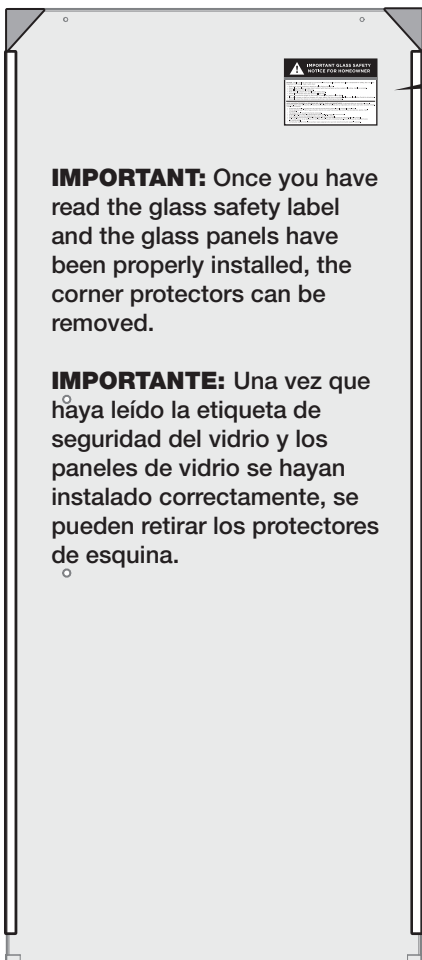 IMPORTANT GLASS SAFETY
NOTICE FOR HOMEOWNER
IMPORTANT: Once you have
read the glass safety label
and the glass panels have
been properly installed, the
corner protectors can be
removed.
IMPORTANTE: Una vez que
haya leído la etiqueta de
seguridad del vidrio y los
paneles de vidrio se hayan
instalado correctamente, se
pueden retirar los protectores
de esquina.